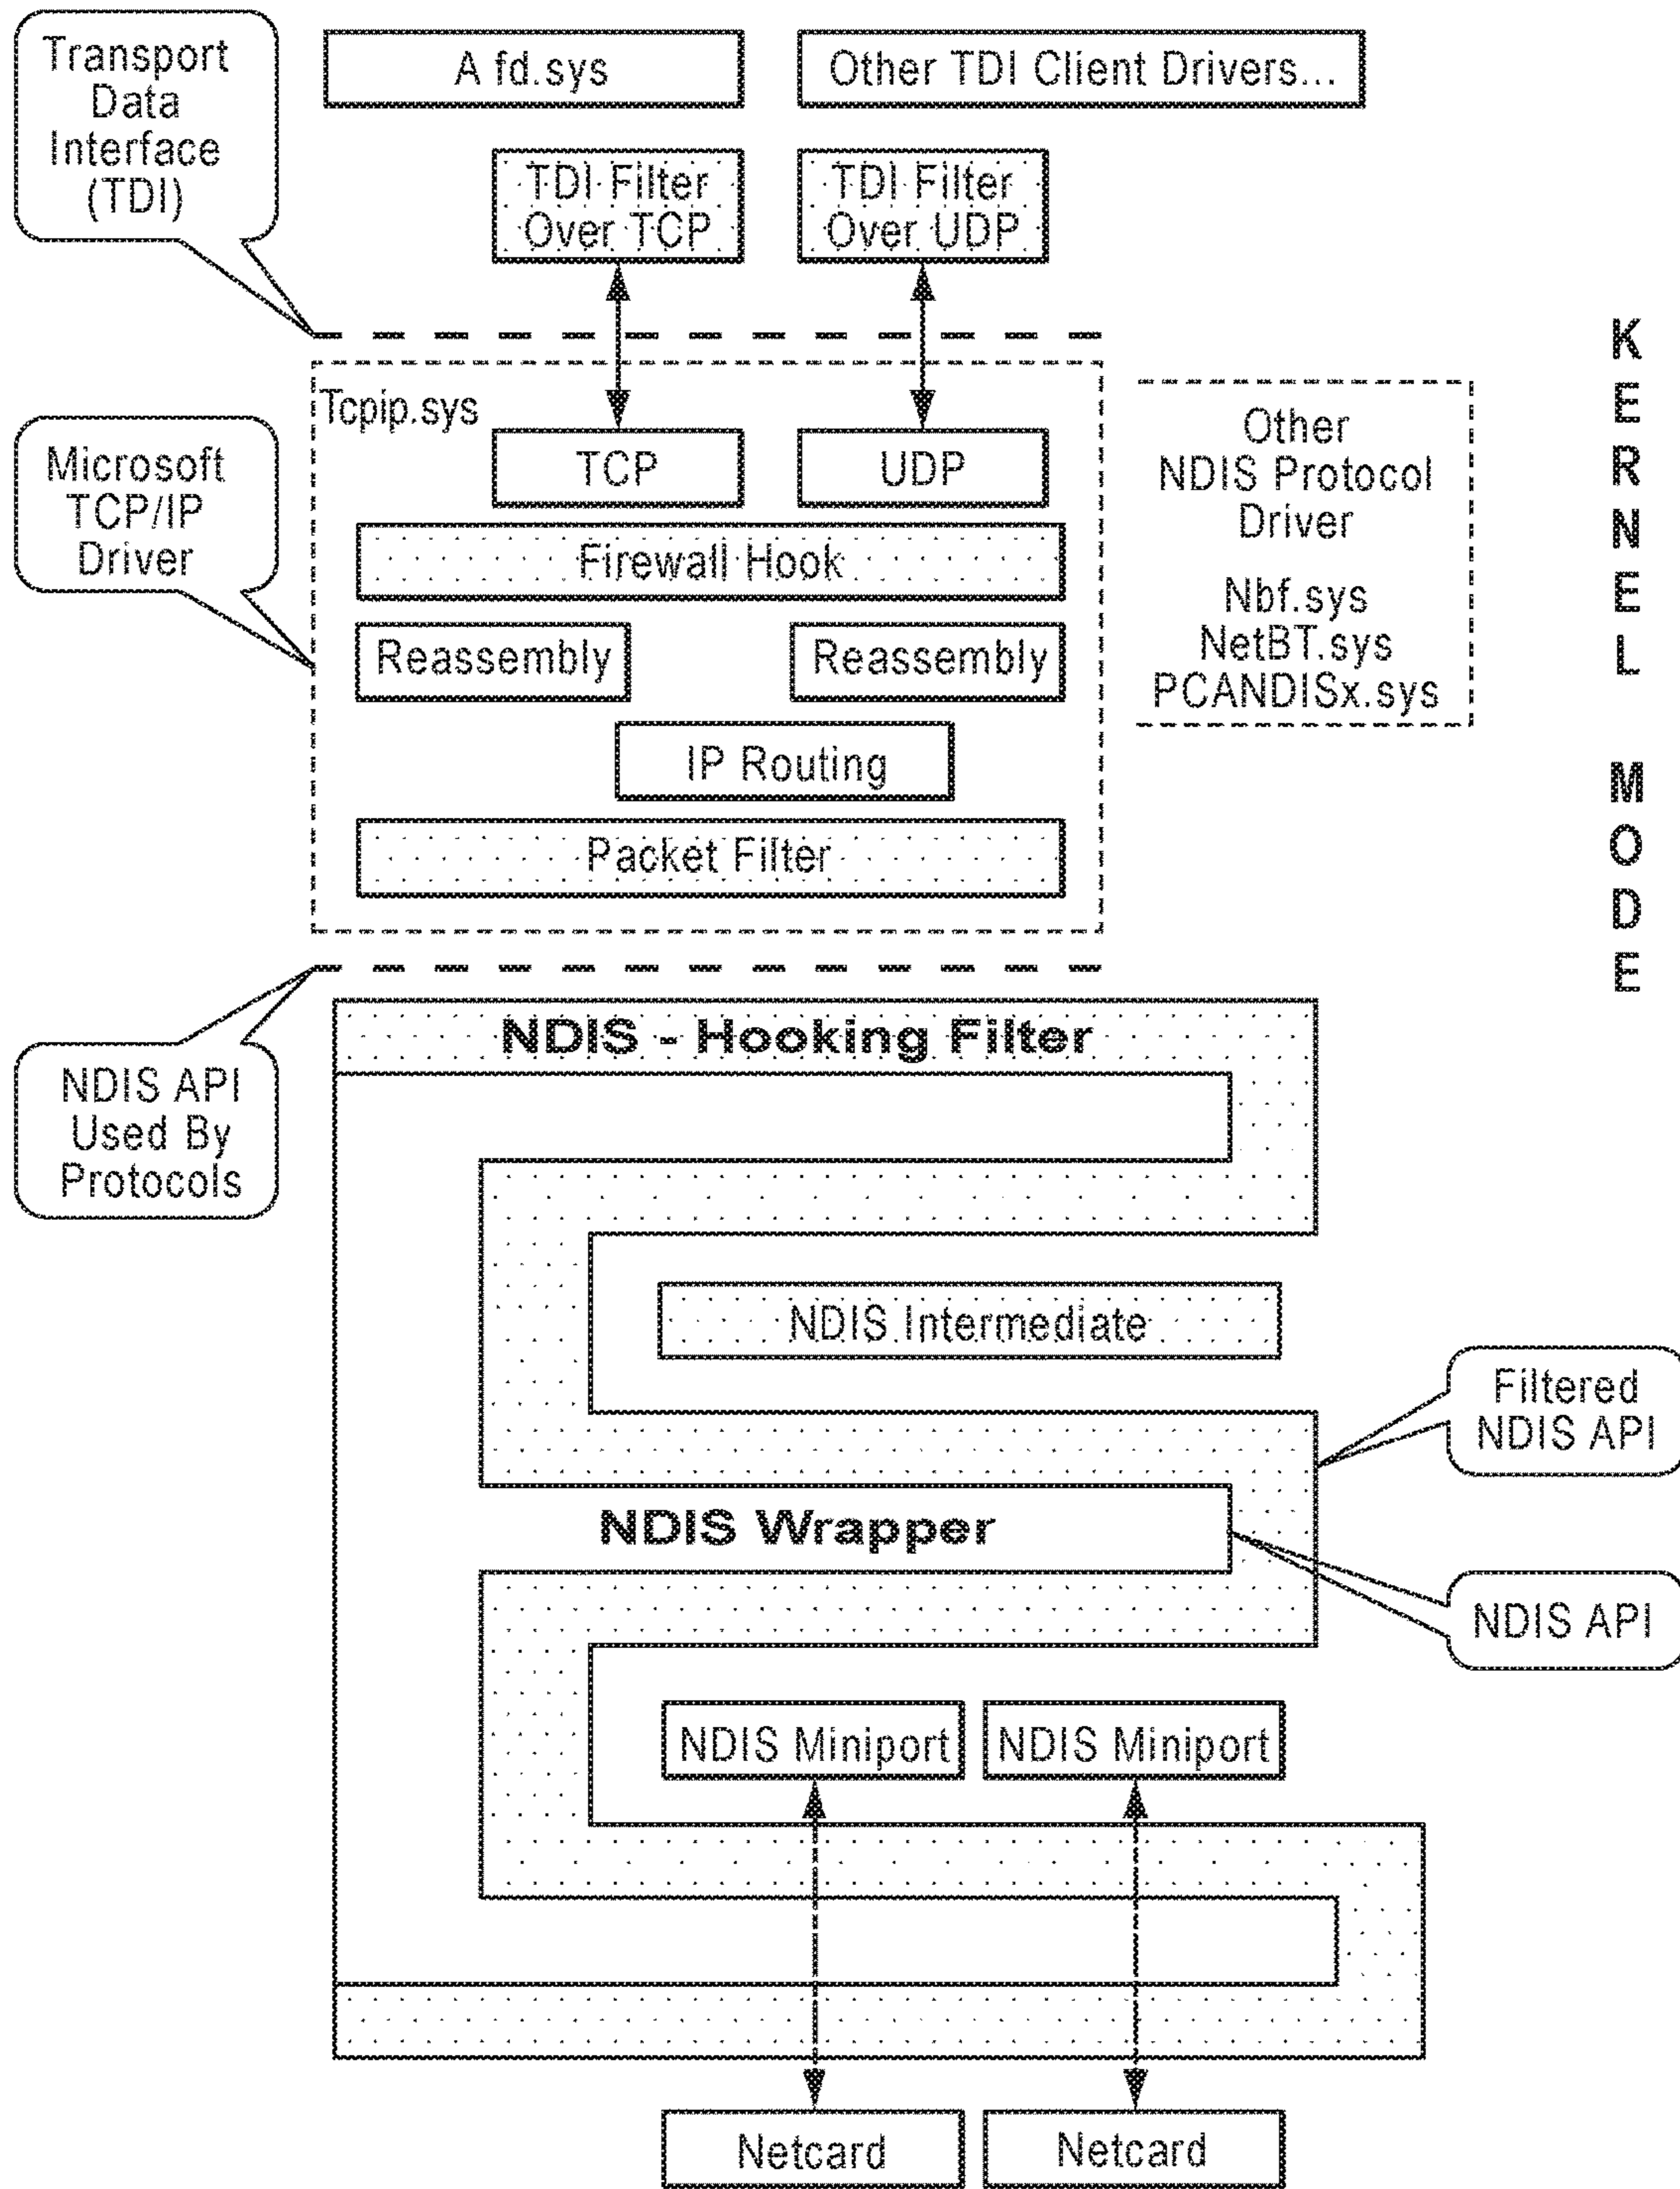 Transport
Data
Interface
(TDI)
A fd.sys
Other TDI Client Drivers...
TDI Filter
Over TCP
TDI Filter
Over UDP
Tcpip.sys
TCP
UDP
Microsoft
TCP/IP
Driver
Firewall Hook
Reassembly
Reassembly
IP Routing
Packet Filter
Other
NDIS Protocol
Driver
Nbf.sys
NetBT.sys
PCANDISx.sys
KERNEL MODE
NDIS - Hooking Filter
NDIS API
Used By
Protocols
NDIS Intermediate
Filtered
NDIS API
NDIS Wrapper
NDIS API
NDIS Miniport
NDIS Miniport
Netcard
Netcard